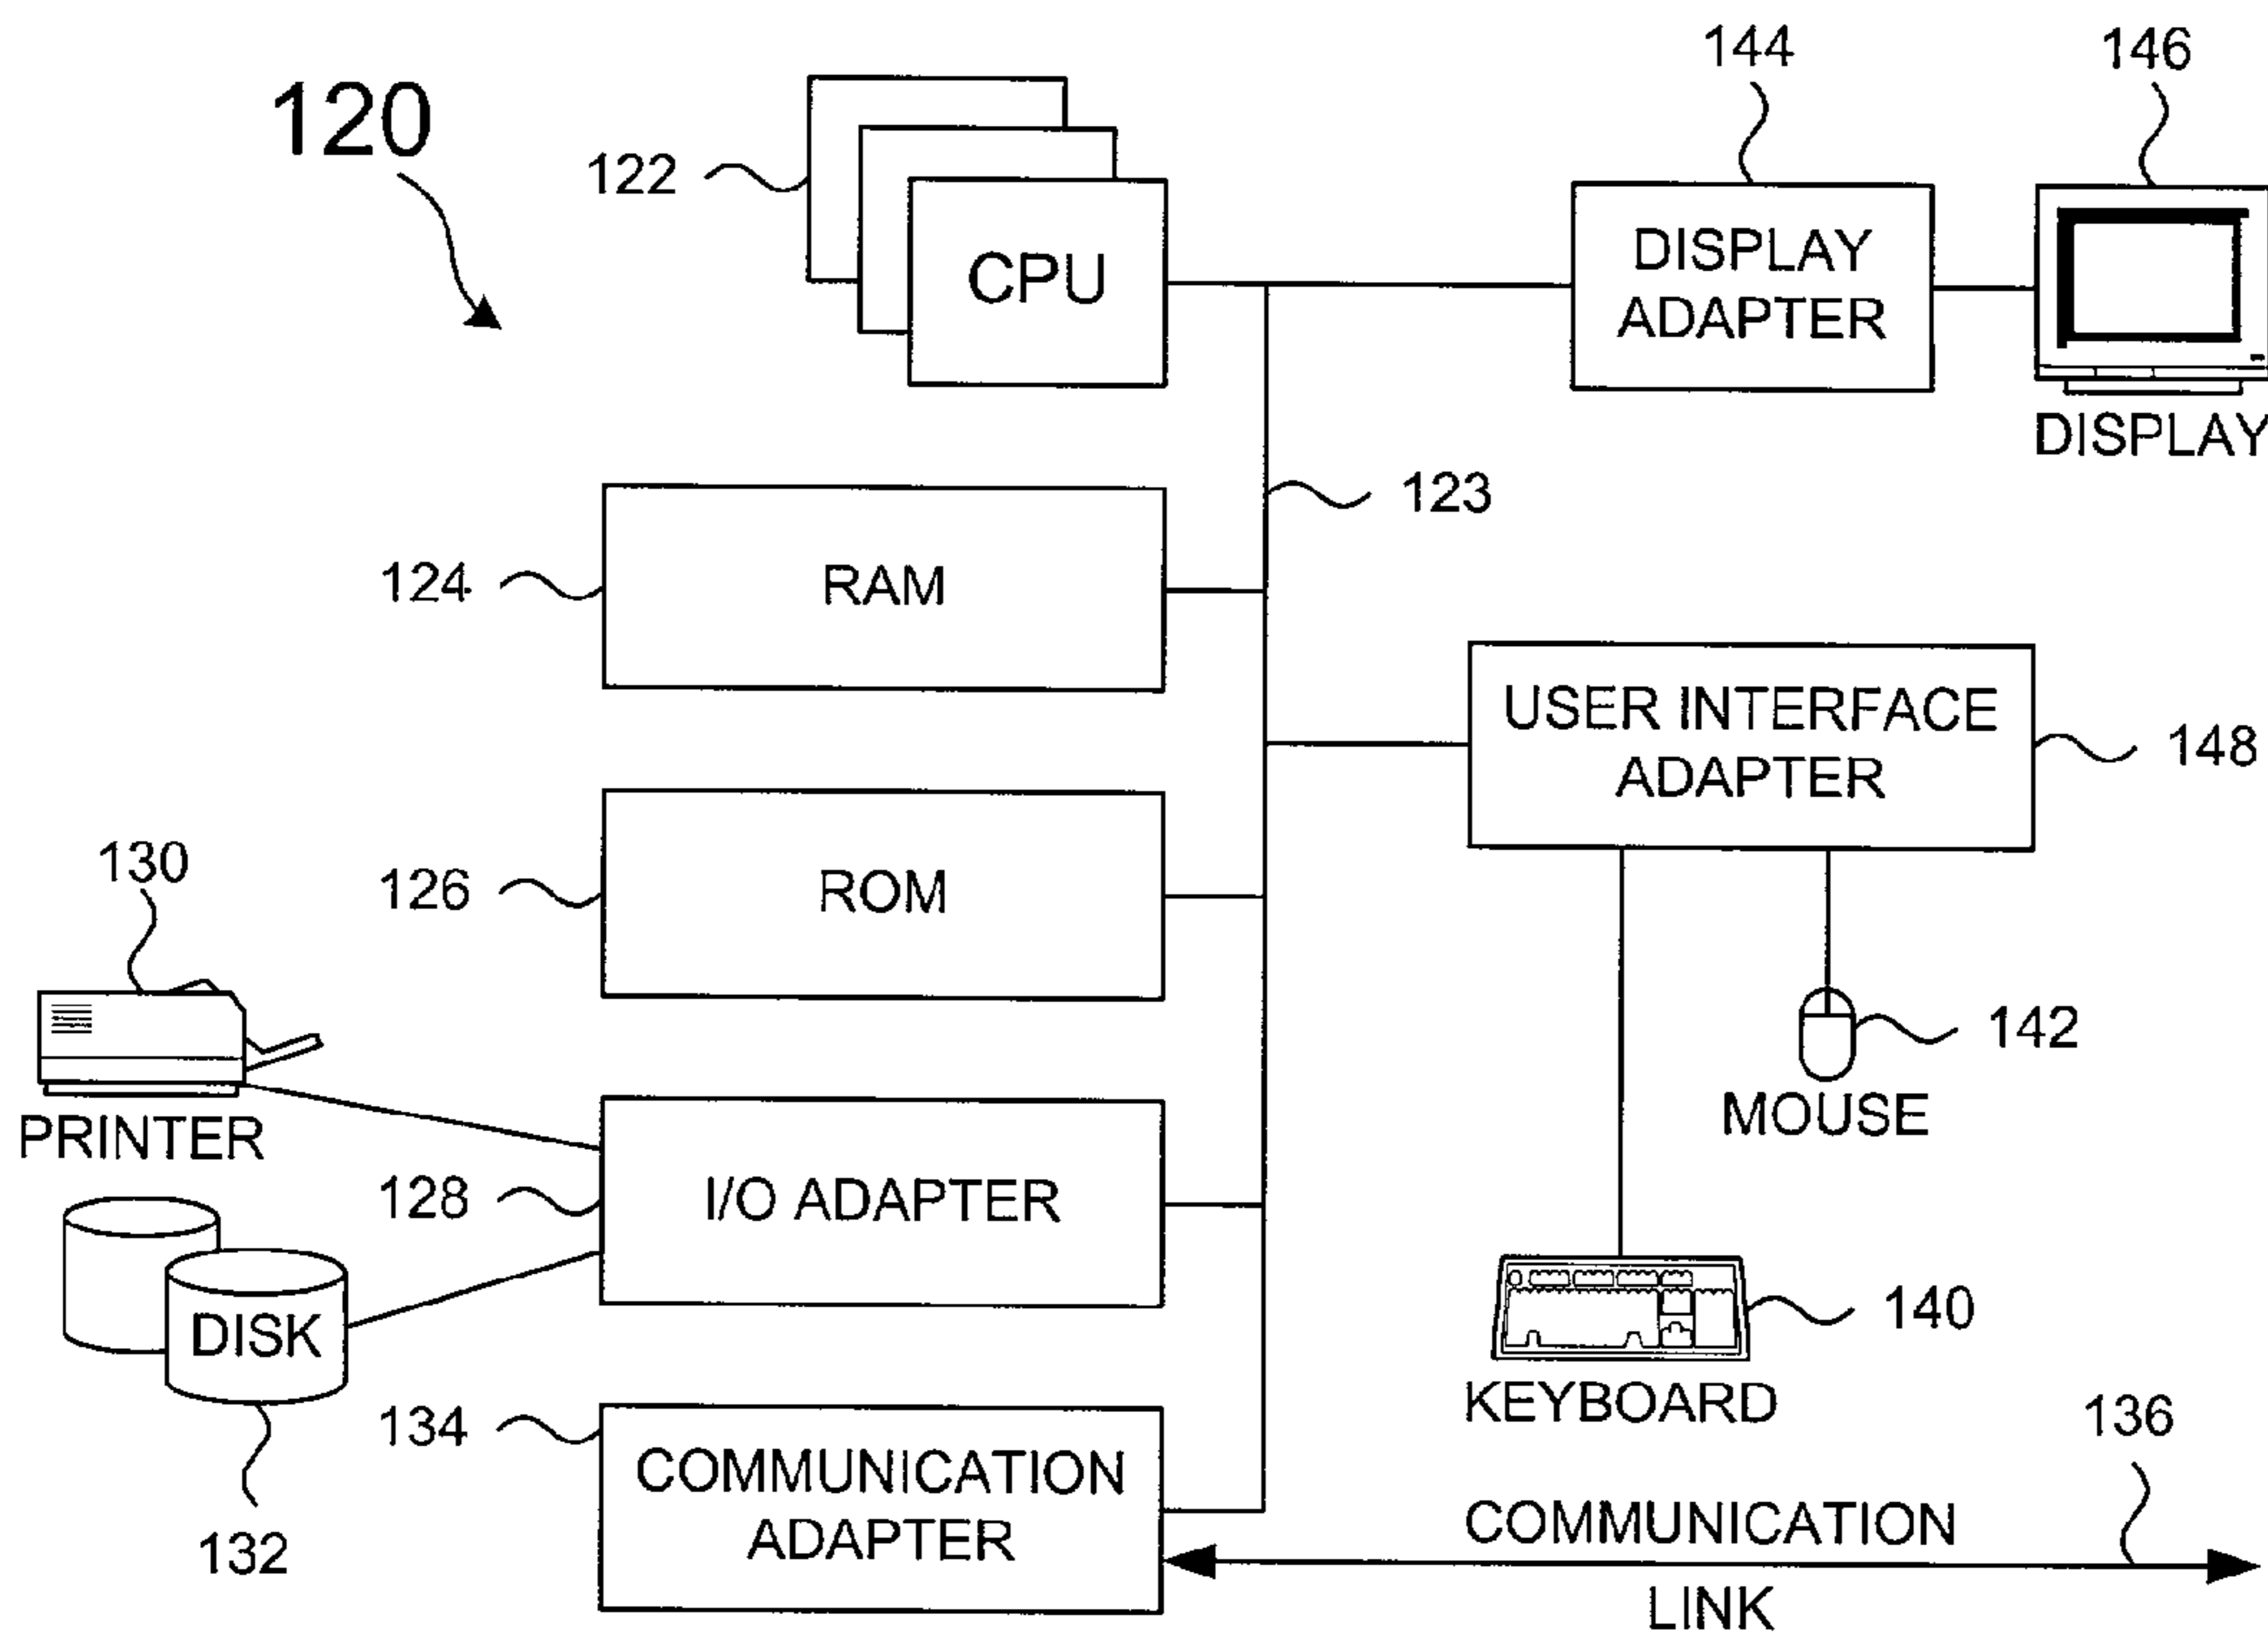 120
122
CPU
144
146
DISPLAY
ADAPTER
DISPLAY
123
124
RAM
USER INTERFACE
ADAPTER
148
130
126
ROM
PRINTER
142
MOUSE
128
I/O ADAPTER
DISK
132
140
KEYBOARD
134
COMMUNICATION
ADAPTER
136
COMMUNICATION
LINK